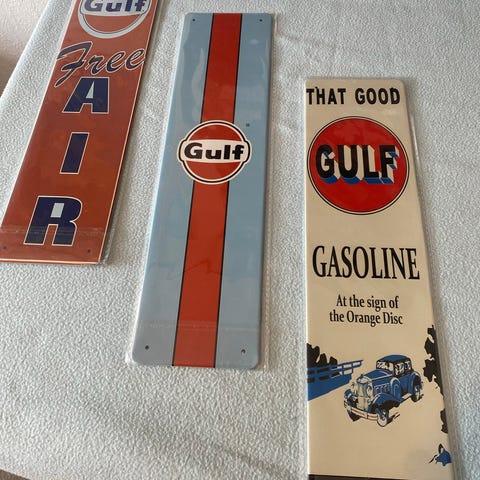 Gulf
Free
AIR
Gulf
THAT GOOD
GULF
GASOLINE
At the sign of
the Orange Disc